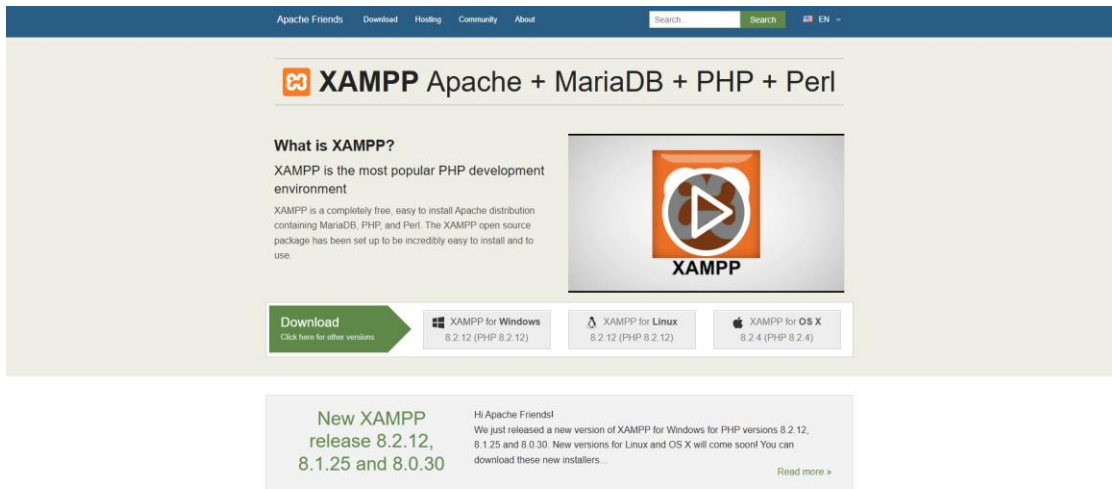 Apache Friends Download Hosting Community About Search.. Search EN
XAMPP Apache + MariaDB + PHP + Perl
What is XAMPP?
XAMPP is the most popular PHP development
environment
XAMPP is a completely free, easy to install Apache distribution
containing MariaDB, PHP, and Perl. The XAMPP open source
package has been set up to be incredibly easy to install and to
use.
XAMPP
Download
Click here for other versions
XAMPP for Windows
8.2.12 (PHP 8.2.12)
XAMPP for Linux
8.2.12 (PHP 8.2.12)
XAMPP for OS X
8.2.4 (PHP 8.2.4)
New XAMPP
release 8.2.12,
8.1.25 and 8.0.30
Hi Apache Friends!
We just released a new version of XAMPP for Windows for PHP versions 8.2.12,
8.1.25 and 8.0.30. New versions for Linux and OS X will come soon! You can
download these new installers...
Read more »